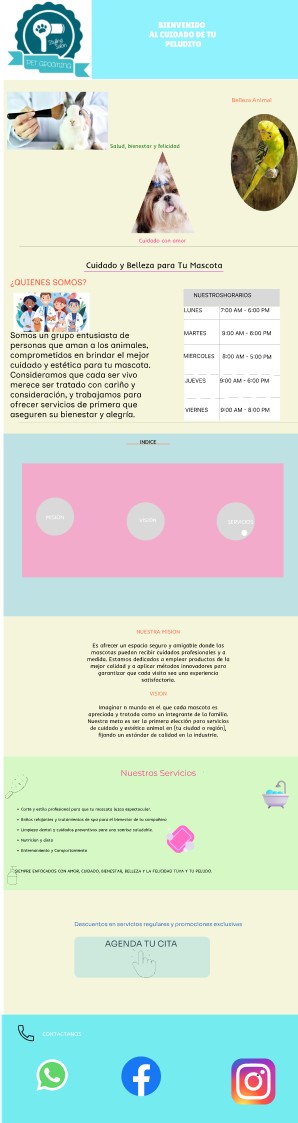 BIENVENIDO
AL CUIDADO DE TU
PELUDITO
Styling
Salon
PET GROOMING
Belleza Animal
Salud, bienestar y felicidad
Cuidado con amor
Cuidado y Belleza para Tu Mascota
¿QUIENES SOMOS?
Somos un grupo entusiasta de
personas que aman a los animales,
comprometidos en brindar el mejor
cuidado y estética para tu mascota.
Consideramos que cada ser vivo
merece ser tratado con cariño y
consideración, y trabajamos para
ofrecer servicios de primera que
aseguren su bienestar y alegría.
NUESTROSHORARIOS
LUNES 7:00 AM - 6:00 PM
MARTES 9:00 AM - 6:00 PM
MIERCOLES 8:00 AM - 5:00 PM
JUEVES 9:00 AM - 6:00 PM
VIERNES 9:00 AM - 8:00 PM
INDICE
MISION
VISION
SERVICIOS
NUESTRA MISION
Es ofrecer un espacio seguro y amigable donde las
mascotas puedan recibir cuidados profesionales y a
medida. Estamos dedicados a emplear productos de la
mejor calidad y a aplicar métodos innovadores para
garantizar que cada visita sea una experiencia
satisfactoria.
VISION
Imaginar n mundo en el que cada mascota es
apreciada y tratada como un integrante de la familia.
Nuestra meta es ser la primera elección para servicios
de cuidado y estética animal en [tu ciudad o región],
fijando un estándar de calidad en la industria.
Nuestros Servicios
Corte y estilo profesional para que tu mascota luzca espectacular.
Baños relajantes y tratamientos de spa para el bienestar de tu compañero
Limpieza dental y cuidados preventivos para una sonrisa saludable.
Nutricion y dieta
Entrenamiento y Comportamiento
SIEMPRE ENFOCADOS CON AMOR, CUIDADO, BIENESTAR, BELLEZA Y LA FELICIDAD TUYA Y TU PELUDO.
Descuentos en servicios regulares y promociones exclusivas
AGENDA TU CITA
CONTACTANOS